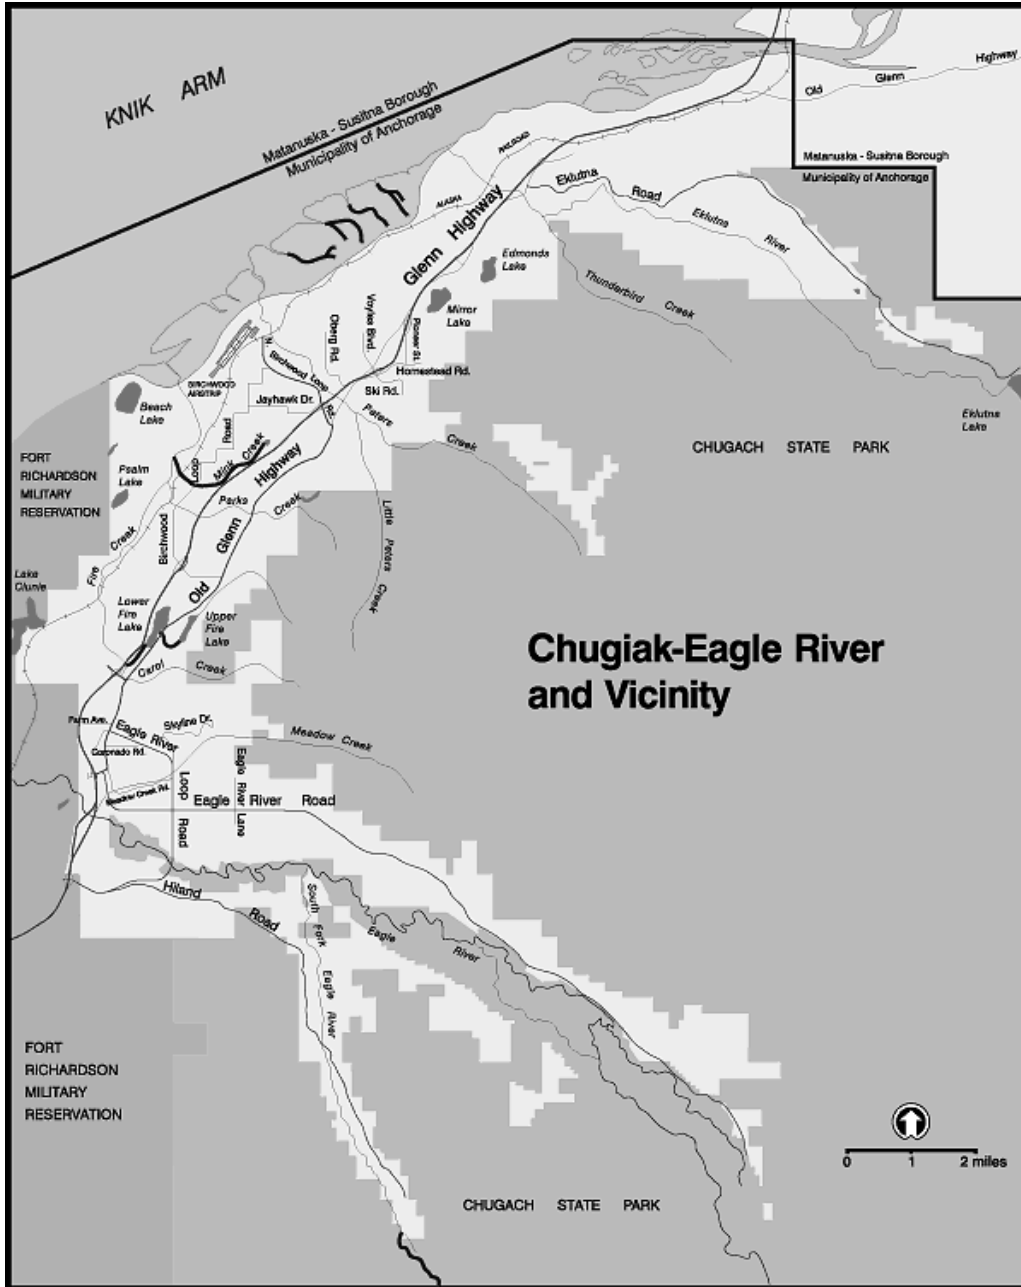 KNIK ARM
Matanuska - Susitna Borough
Municipality of Anchorage
Old Glenn Highway
Matanuska - Susitna Borough
Municipality of Anchorage
RAILROAD
ALASKA
Glenn Highway
Eklutna Road
Eklutna River
Edmonds
Lake
Mirror
Lake
Thunderbird Creek
Eklutna
Lake
Voyles Blvd.
Oberg Rd.
Pioneer St.
Homestead Rd.
Ski Rd.
N. Birchwood Loop Rd.
BIRCHWOOD
AIRSTRIP
Jayhawk Dr.
Beach
Lake
Peters Creek
Little Peters Creek
CHUGACH STATE PARK
FORT
RICHARDSON
MILITARY
RESERVATION
Psalm
Lake
Birchwood Loop Road
Mink Creek
Parks Creek
Old Glenn Highway
Fire Creek
Lake
Clunie
Lower
Fire
Lake
Upper
Fire
Lake
Carol Creek
Chugiak-Eagle River
and Vicinity
Farm Ave.
Eagle River Loop Road
Skyline Dr.
Coronado Rd.
Meadow Creek
Meadow Creek Rd.
Eagle River Lane
Eagle River Road
Hiland Road
South Fork Eagle River
Eagle River
FORT
RICHARDSON
MILITARY
RESERVATION
0 1 2 miles
CHUGACH STATE PARK